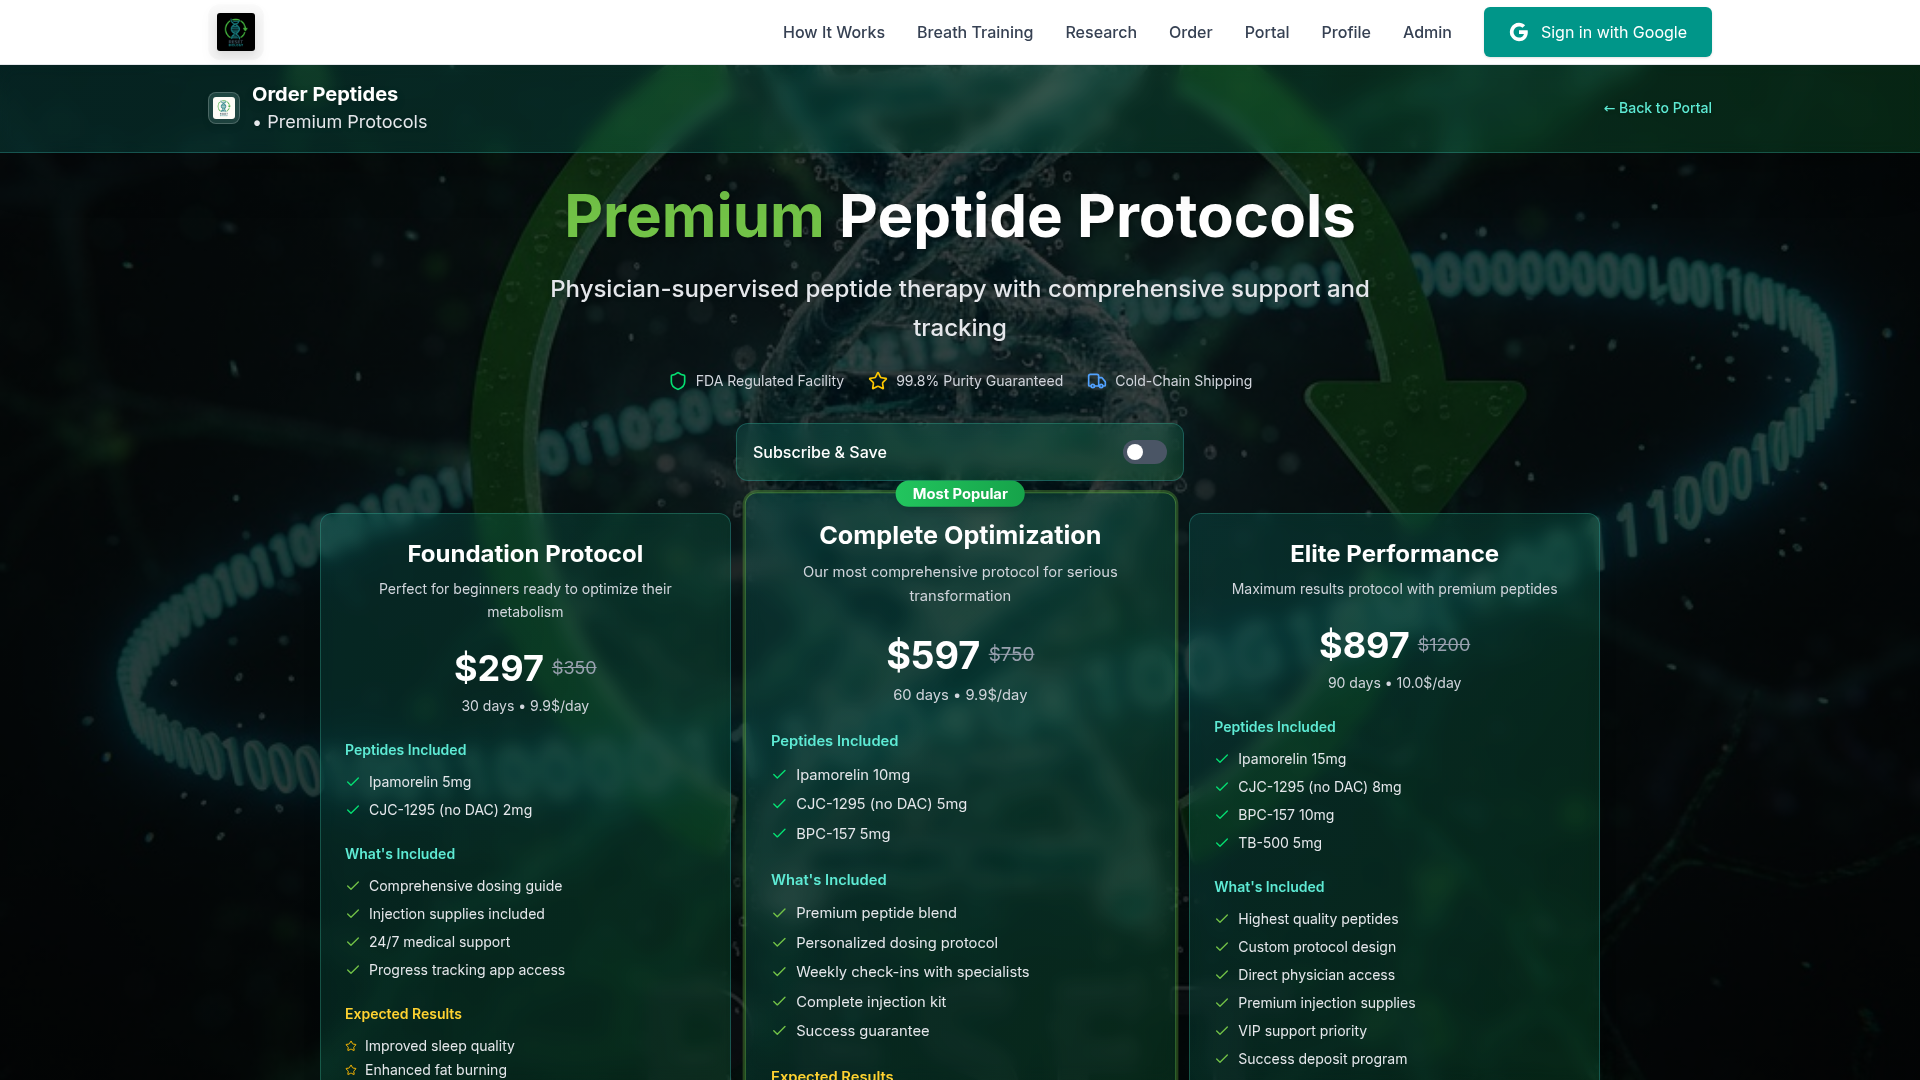 How It Works
Breath Training
Research
Order
Portal
Profile
Admin
Sign in with Google
Order Peptides
• Premium Protocols
← Back to Portal
Premium Peptide Protocols
Physician-supervised peptide therapy with comprehensive support and
tracking
FDA Regulated Facility
99.8% Purity Guaranteed
Cold-Chain Shipping
Subscribe & Save
Foundation Protocol
Perfect for beginners ready to optimize their
metabolism
$297 $350
30 days • 9.9$/day
Peptides Included
Ipamorelin 5mg
CJC-1295 (no DAC) 2mg
What's Included
Comprehensive dosing guide
Injection supplies included
24/7 medical support
Progress tracking app access
Expected Results
Improved sleep quality
Enhanced fat burning
Most Popular
Complete Optimization
Our most comprehensive protocol for serious
transformation
$597 $750
60 days • 9.9$/day
Peptides Included
Ipamorelin 10mg
CJC-1295 (no DAC) 5mg
BPC-157 5mg
What's Included
Premium peptide blend
Personalized dosing protocol
Weekly check-ins with specialists
Complete injection kit
Success guarantee
Expected Results
Elite Performance
Maximum results protocol with premium peptides
$897 $1200
90 days • 10.0$/day
Peptides Included
Ipamorelin 15mg
CJC-1295 (no DAC) 8mg
BPC-157 10mg
TB-500 5mg
What's Included
Highest quality peptides
Custom protocol design
Direct physician access
Premium injection supplies
VIP support priority
Success deposit program